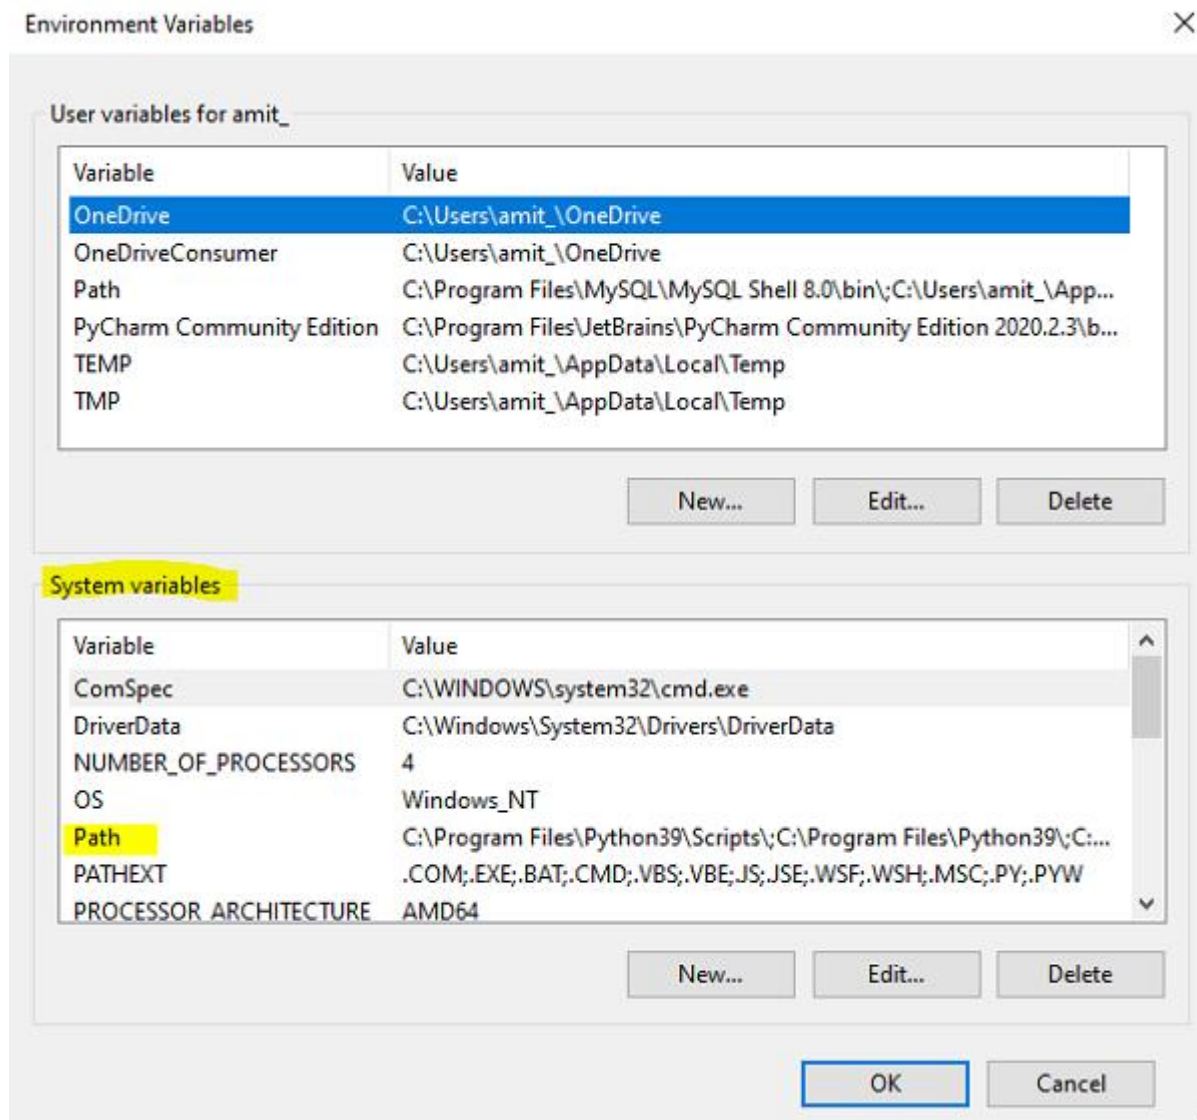 Environment Variables
User variables for amit_
Variable Value
OneDrive C:\Users\amit_\OneDrive
OneDriveConsumer C:\Users\amit_\OneDrive
Path C:\Program Files\MySQL\MySQL Shell 8.0\bin\;C:\Users\amit_\App...
PyCharm Community Edition C:\Program Files\JetBrains\PyCharm Community Edition 2020.2.3\b...
TEMP C:\Users\amit_\AppData\Local\Temp
TMP C:\Users\amit_\AppData\Local\Temp
New... Edit... Delete
System variables
Variable Value
ComSpec C:\WINDOWS\system32\cmd.exe
DriverData C:\Windows\System32\Drivers\DriverData
NUMBER_OF_PROCESSORS 4
OS Windows_NT
Path C:\Program Files\Python39\Scripts\;C:\Program Files\Python39\;C:...
PATHEXT .COM;.EXE;.BAT;.CMD;.VBS;.VBE;.JS;.JSE;.WSF;.WSH;.MSC;.PY;.PYW
PROCESSOR_ARCHITECTURE AMD64
New... Edit... Delete
OK Cancel